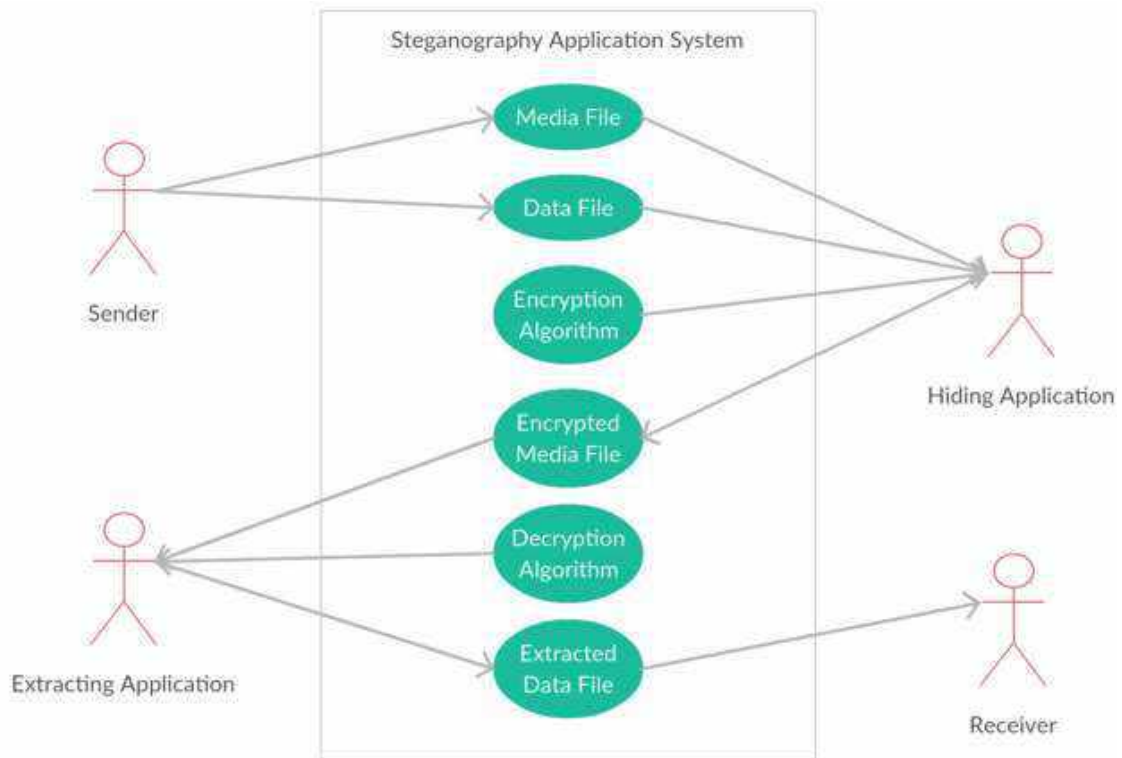 Steganography Application System
Media File
Data File
Sender
Encryption
Algorithm
Hiding Application
Encrypted
Media File
Decryption
Algorithm
Extracting Application
Extracted
Data File
Receiver